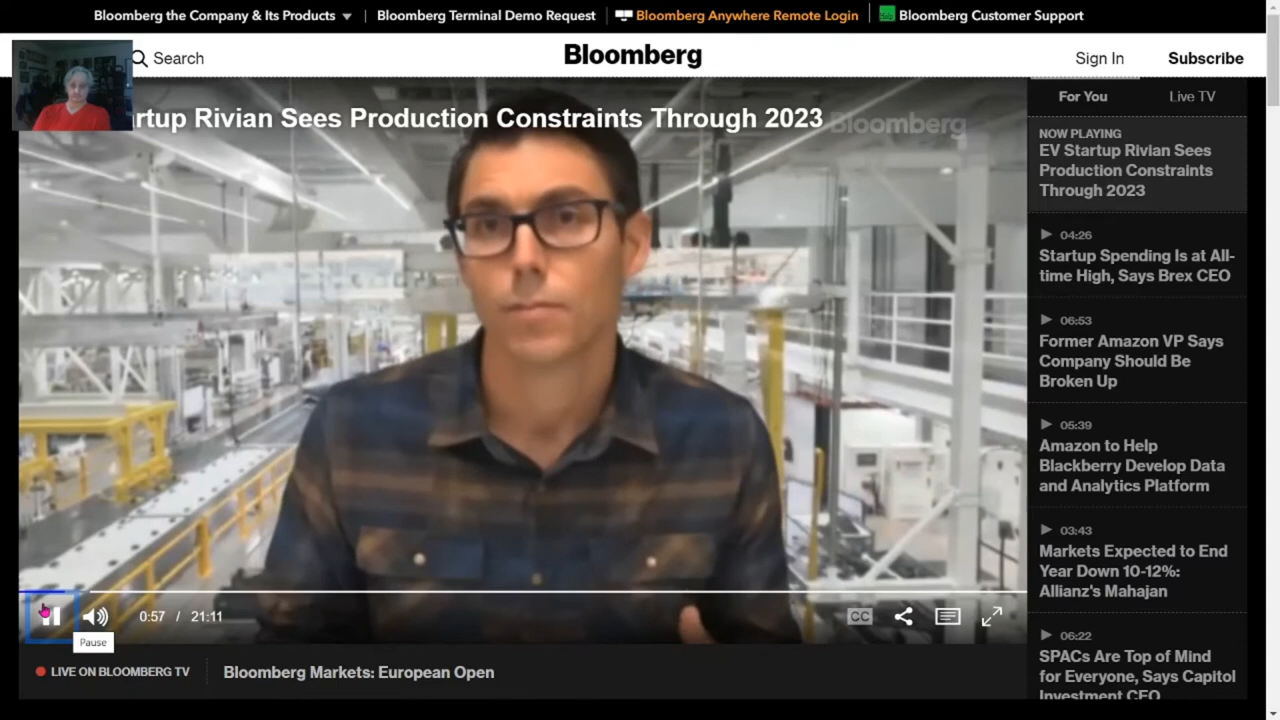 Bloomberg the Company & Its Products
Bloomberg Terminal Demo Request
Bloomberg Anywhere Remote Login
Bloomberg Customer Support
Search
Bloomberg
Sign In
Subscribe
rtup Rivian Sees Production Constraints Through 2023
Bloomberg
0:57 / 21:11
CC
Pause
LIVE ON BLOOMBERG TV
Bloomberg Markets: European Open
For You
Live TV
NOW PLAYING
EV Startup Rivian Sees
Production Constraints
Through 2023
04:26
Startup Spending Is at All-
time High, Says Brex CEO
06:53
Former Amazon VP Says
Company Should Be
Broken Up
05:39
Amazon to Help
Blackberry Develop Data
and Analytics Platform
03:43
Markets Expected to End
Year Down 10-12%:
Allianz's Mahajan
06:22
SPACs Are Top of Mind
for Everyone, Says Capitol
Investment CEO